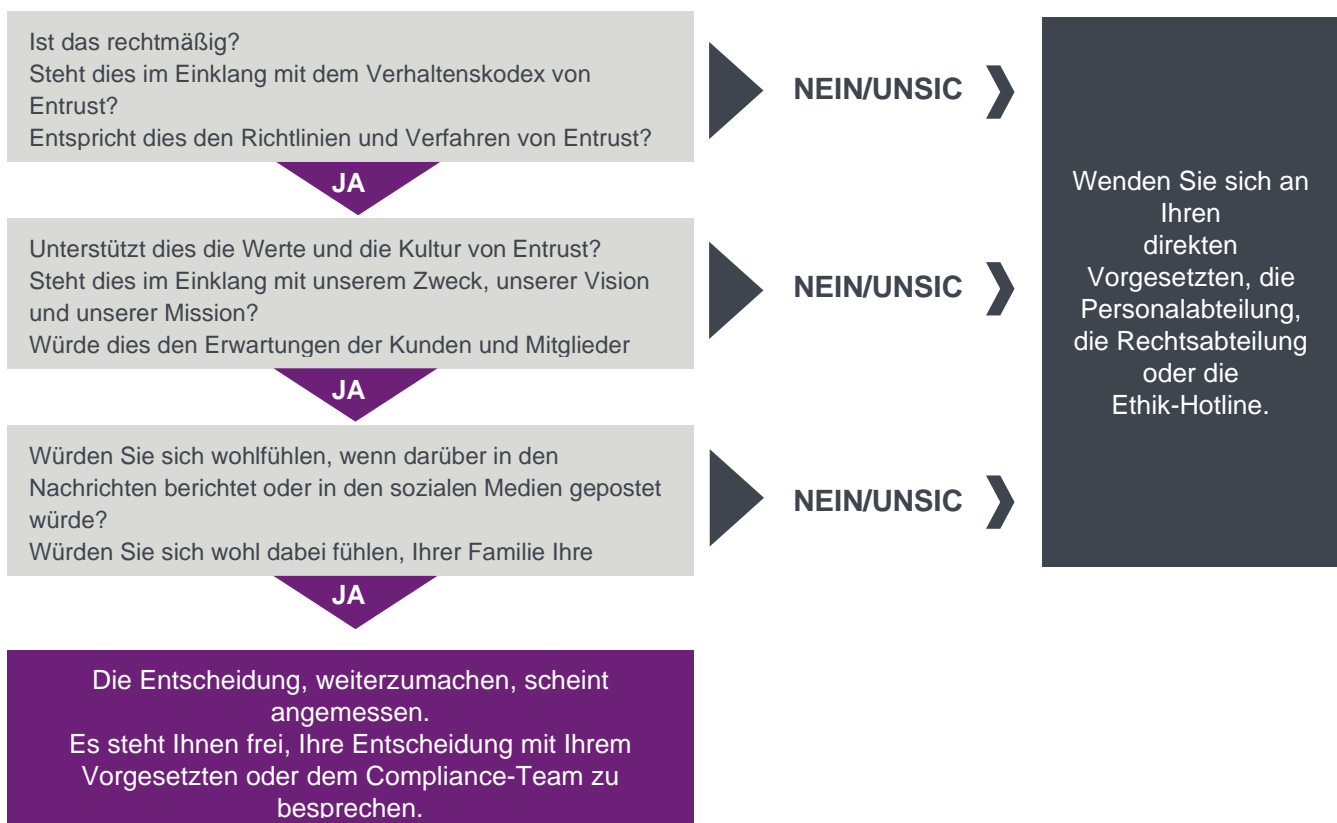 Ist das rechtmäßig?
Steht dies im Einklang mit dem Verhaltenskodex von
Entrust?
Entspricht dies den Richtlinien und Verfahren von Entrust?
NEIN/UNSIC
JA
Unterstützt dies die Werte und die Kultur von Entrust?
Steht dies im Einklang mit unserem Zweck, unserer Vision
und unserer Mission?
Würde dies den Erwartungen der Kunden und Mitglieder
NEIN/UNSIC
JA
Würden Sie sich wohlfühlen, wenn darüber in den
Nachrichten berichtet oder in den sozialen Medien gepostet
würde?
Würden Sie sich wohl dabei fühlen, Ihrer Familie Ihre
NEIN/UNSIC
JA
Wenden Sie sich an
Ihren
direkten
Vorgesetzten, die
Personalabteilung,
die Rechtsabteilung
oder die
Ethik-Hotline.
Die Entscheidung, weiterzumachen, scheint
angemessen.
Es steht Ihnen frei, Ihre Entscheidung mit Ihrem
Vorgesetzten oder dem Compliance-Team zu
besprechen.